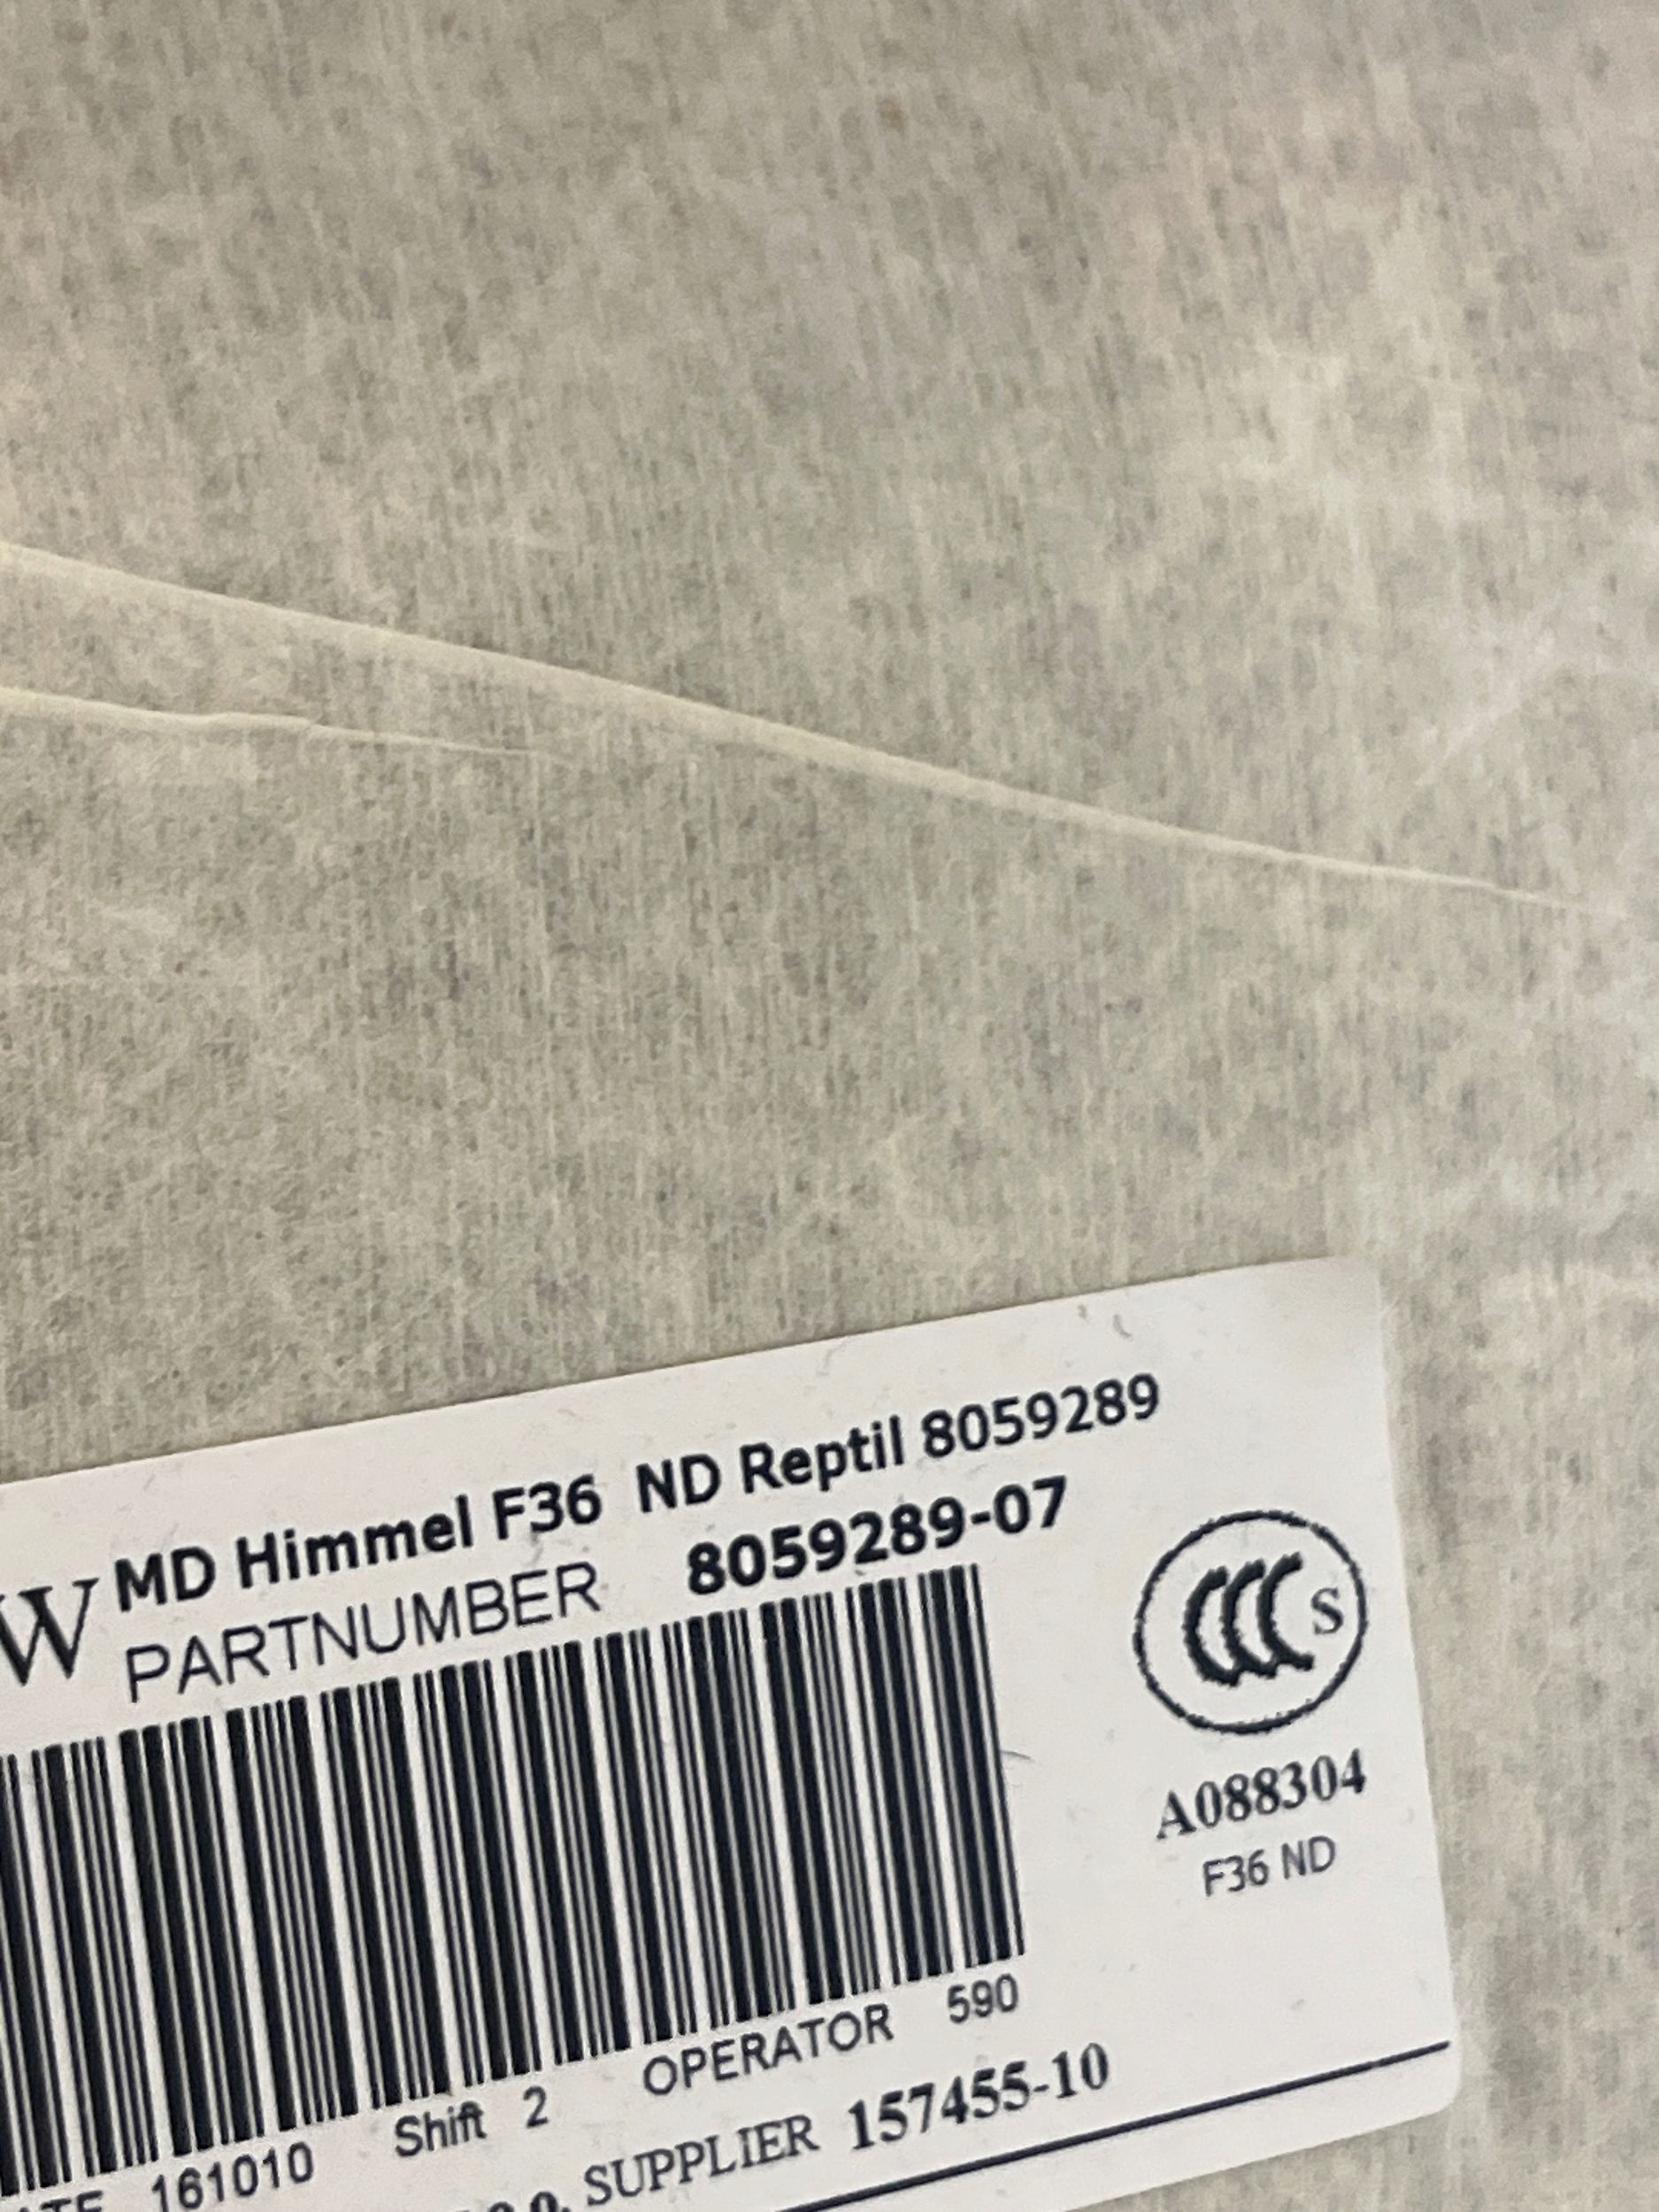 W MD Himmel F36 ND Reptil 8059289
PARTNUMBER 8059289-07
CCC S
A088304
F36 ND
161010 Shift 2 OPERATOR 590
SUPPLIER 157455-10